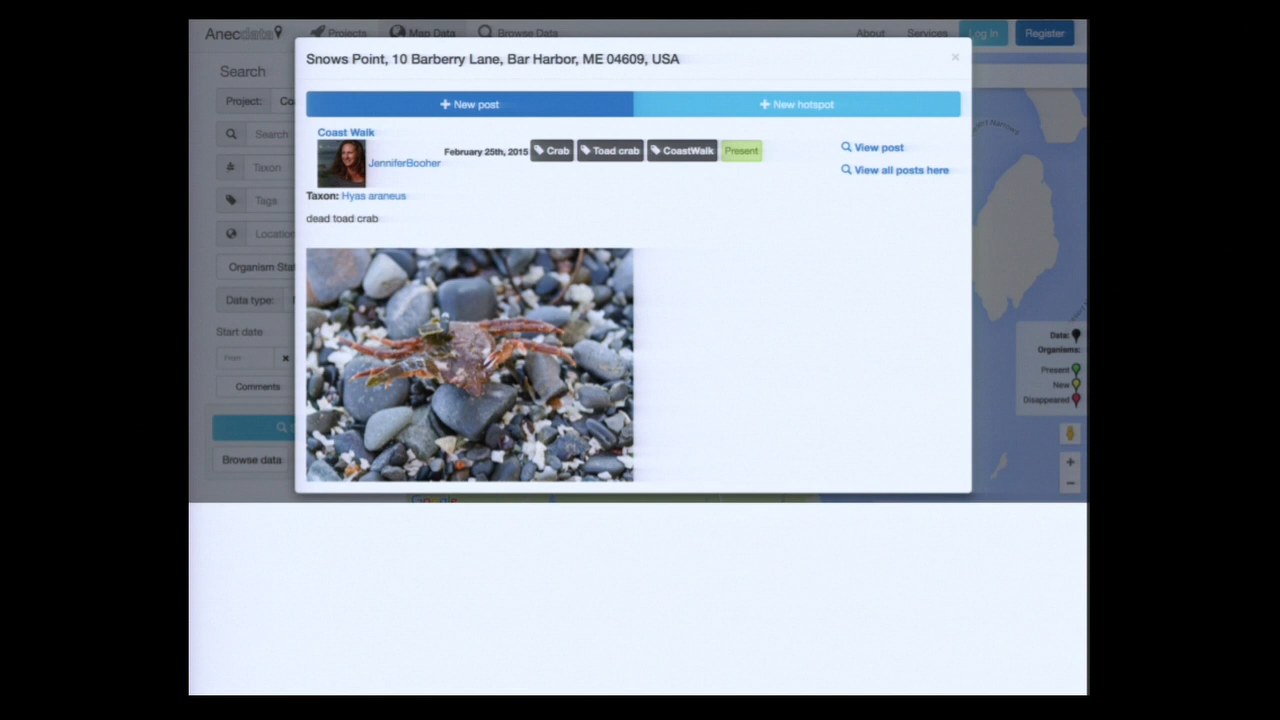 Anecdata Projects Map Data Browse Data About Services Log In Register
Snows Point, 10 Barberry Lane, Bar Harbor, ME 04609, USA ×
+ New post + New hotspot
Coast Walk
JenniferBooher February 25th, 2015 Crab Toad crab CoastWalk Present
View post
View all posts here
Taxon: Hyas araneus
dead toad crab
Search
Project:
Search
Taxon
Tags
Start date
Comments
Browse data
Data:
Organisms:
Present
New
Disappeared
+
−
Google